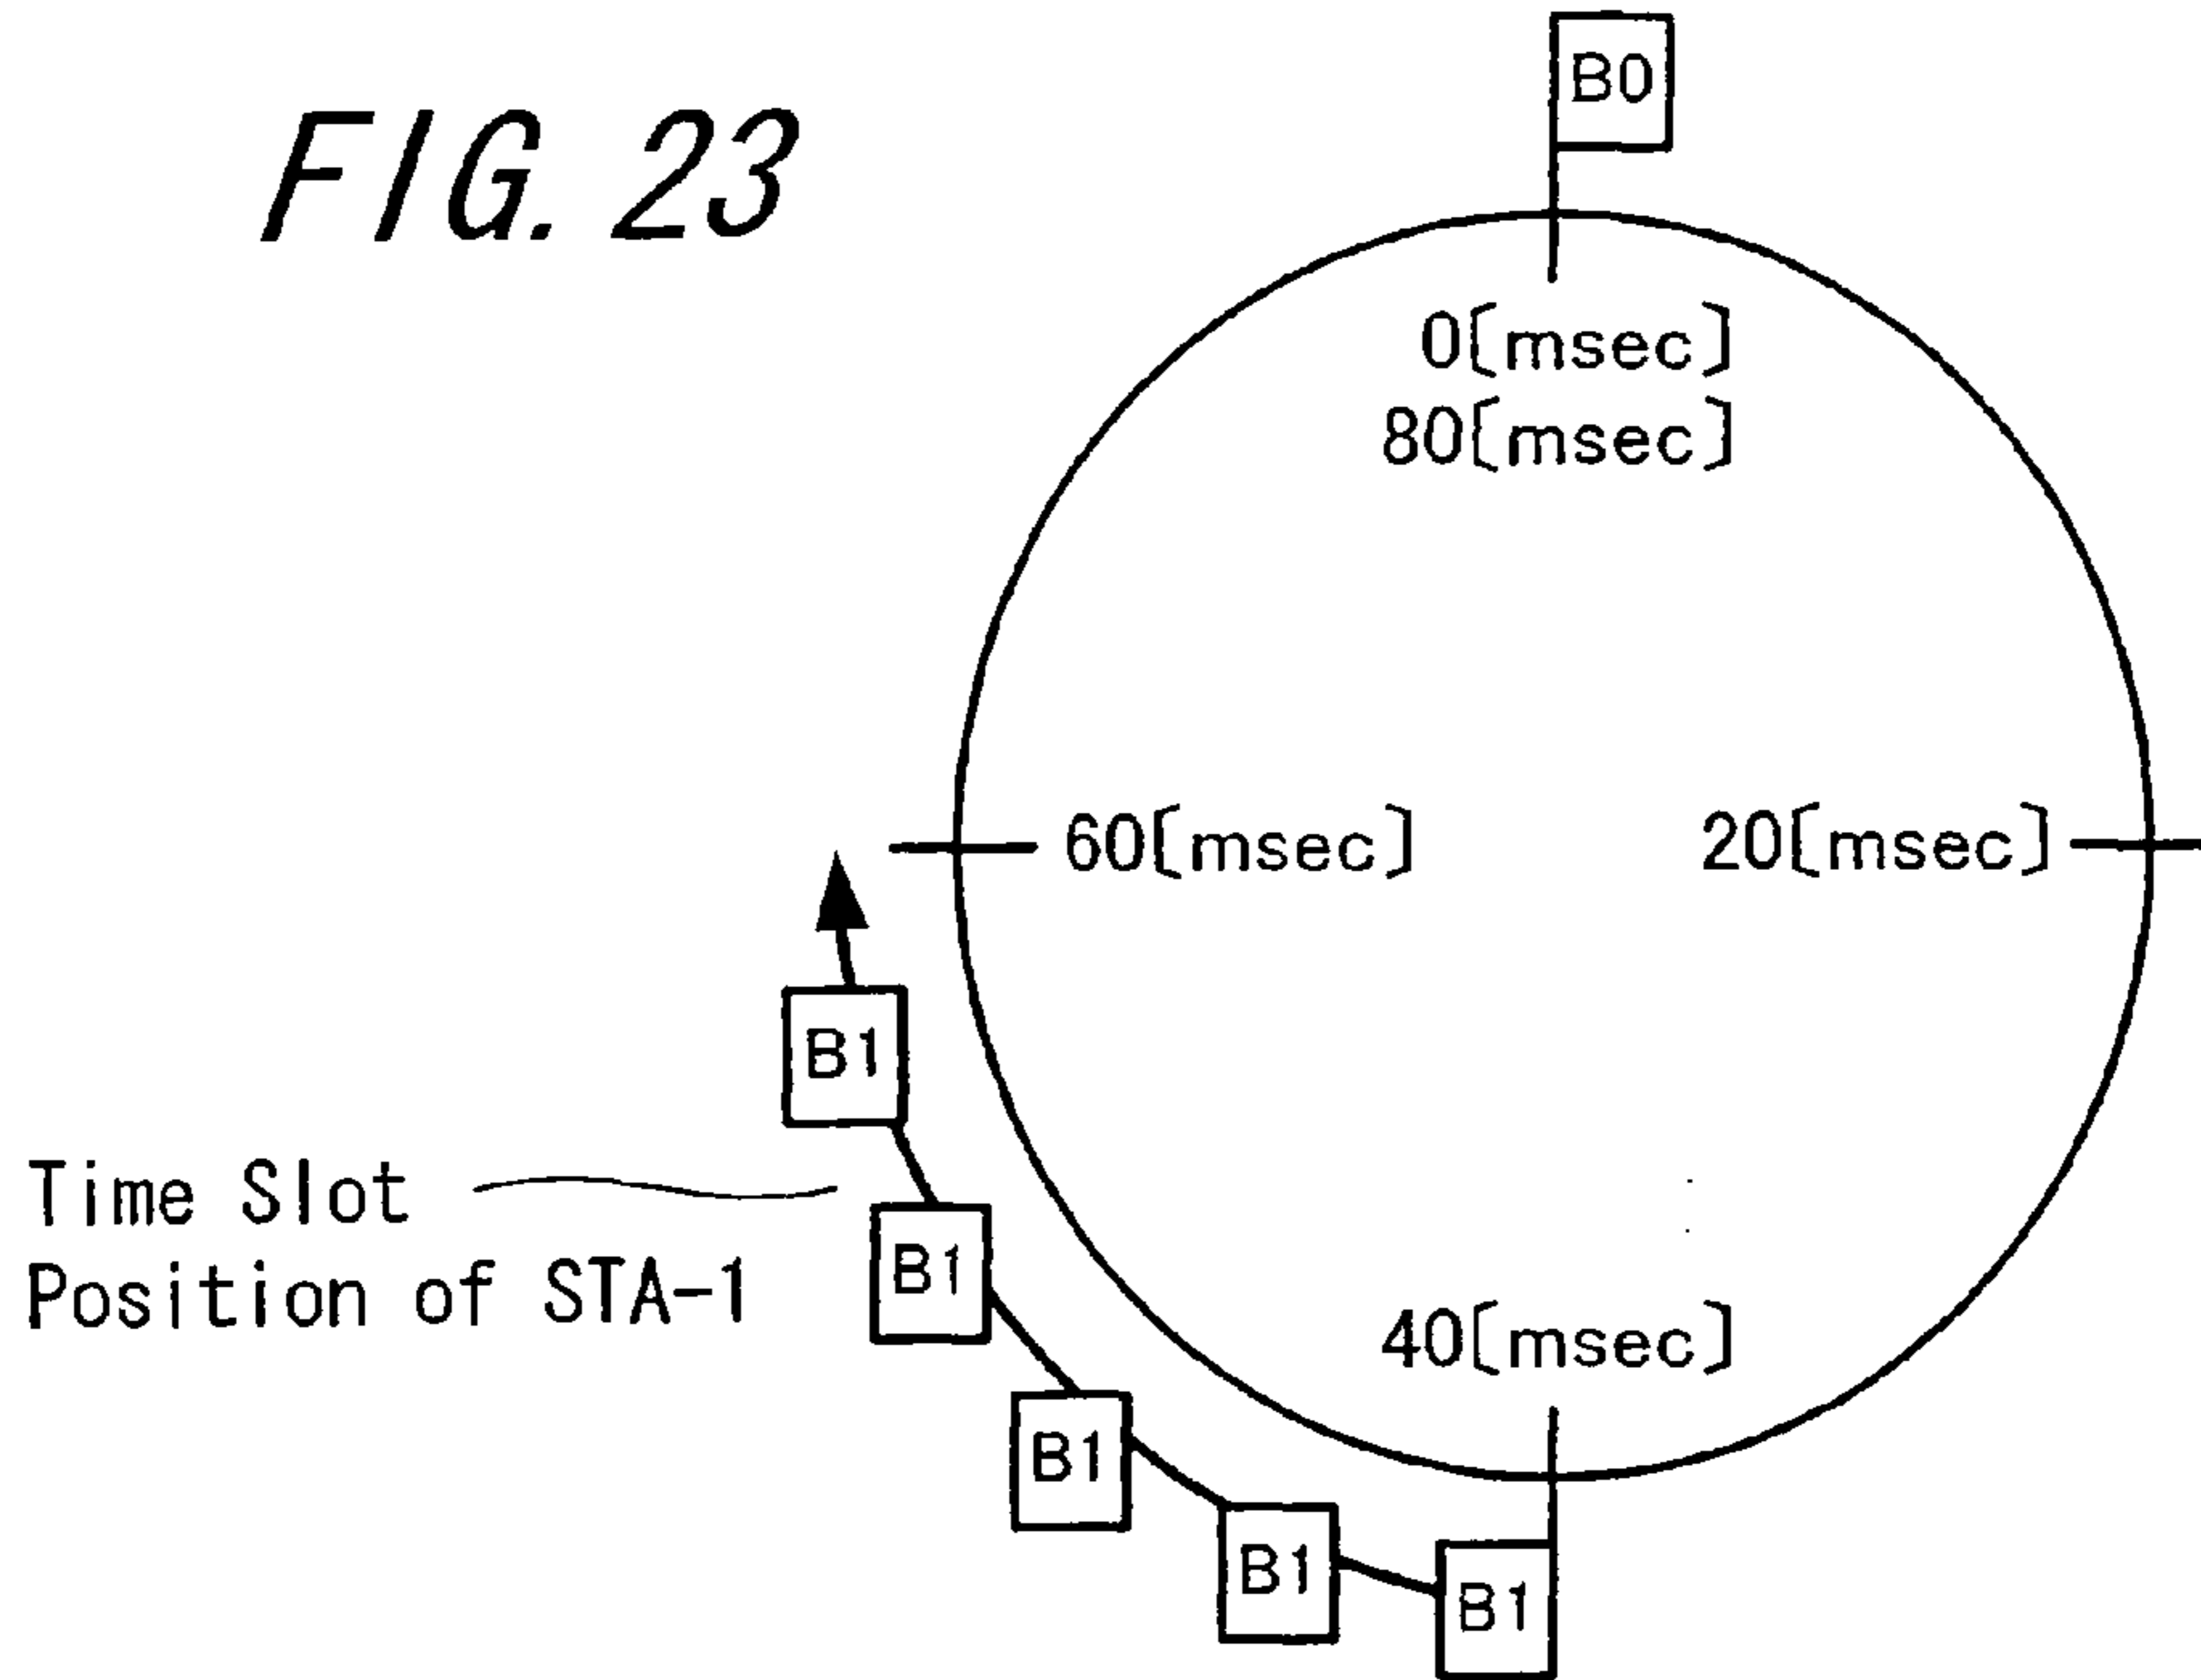 FIG. 23
B0
0[msec]
80[msec]
60[msec]
20[msec]
B1
Time Slot
Position of STA-1
B1
40[msec]
B1
B1
B1